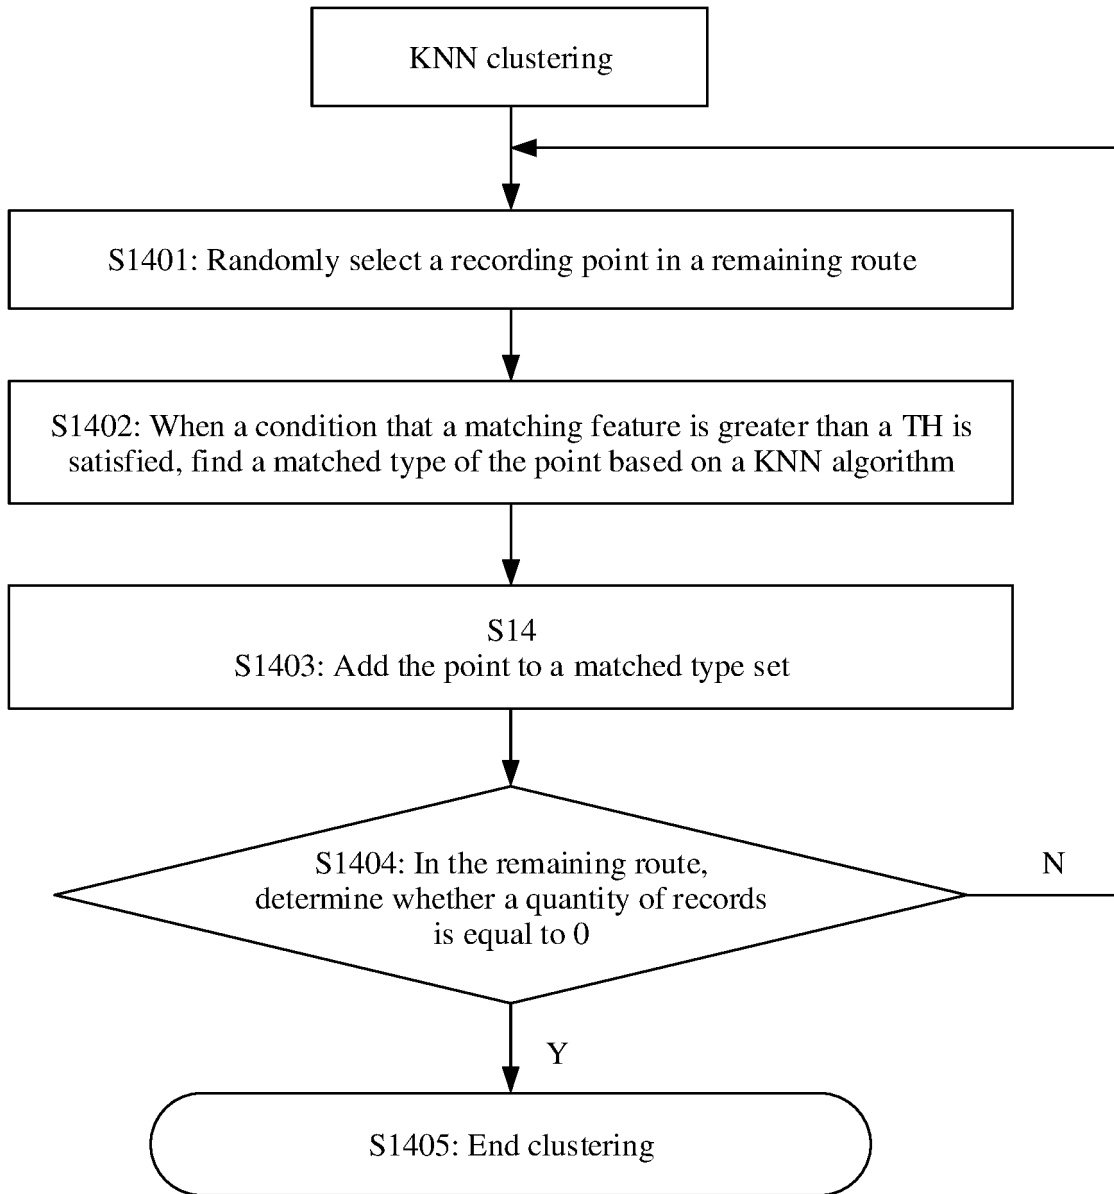 KNN clustering
S1401: Randomly select a recording point in a remaining route
S1402: When a condition that a matching feature is greater than a TH is
satisfied, find a matched type of the point based on a KNN algorithm
S14
S1403: Add the point to a matched type set
S1404: In the remaining route,
determine whether a quantity of records
is equal to 0
N
Y
S1405: End clustering